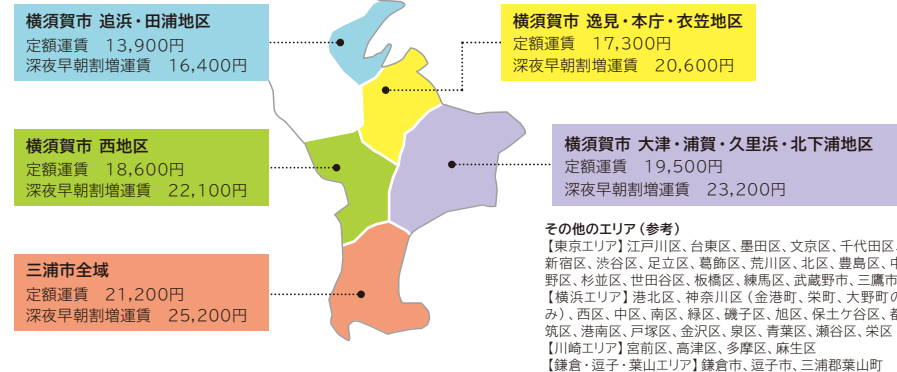 横須賀市 追浜・田浦地区
定額運賃 13,900円
深夜早朝割増運賃 16,400円
横須賀市 逸見・本庁・衣笠地区
定額運賃 17,300円
深夜早朝割増運賃 20,600円
横須賀市 西地区
定額運賃 18,600円
深夜早朝割増運賃 22,100円
横須賀市 大津・浦賀・久里浜・北下浦地区
定額運賃 19,500円
深夜早朝割増運賃 23,200円
三浦市全域
定額運賃 21,200円
深夜早朝割増運賃 25,200円
その他のエリア(参考)
【東京エリア】江戸川区、台東区、墨田区、文京区、千代田区、
新宿区、渋谷区、足立区、葛飾区、荒川区、北区、豊島区、中
野区、杉並区、世田谷区、板橋区、練馬区、武蔵野市、三鷹市
【横浜エリア】港北区、神奈川区(金港町、栄町、大野町の
み)、西区、中区、南区、緑区、磯子区、旭区、保土ケ谷区、都
筑区、港南区、戸塚区、金沢区、泉区、青葉区、瀬谷区、栄区
【川崎エリア】宮前区、高津区、多摩区、麻生区
【鎌倉・逗子・葉山エリア】鎌倉市、逗子市、三浦郡葉山町